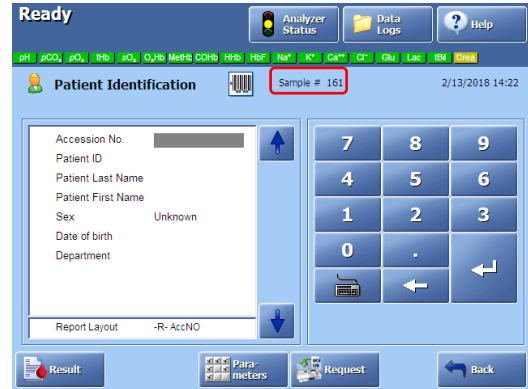 Ready
Analyzer Status
Data Logs
? Help
pH pCO₂ pO₂ tHb sO₂ O₂Hb MetHb COHb HHb HbF Na⁺ K⁺ Ca⁺⁺ Cl⁻ Glu Lac tBil Crea
Patient Identification
Sample # 161
2/13/2018 14:22
Accession No.
Patient ID
Patient Last Name
Patient First Name
Sex Unknown
Date of birth
Department
Report Layout -R- AccNO
7 8 9
4 5 6
1 2 3
0 .
Result
Para-
meters
Request
Back